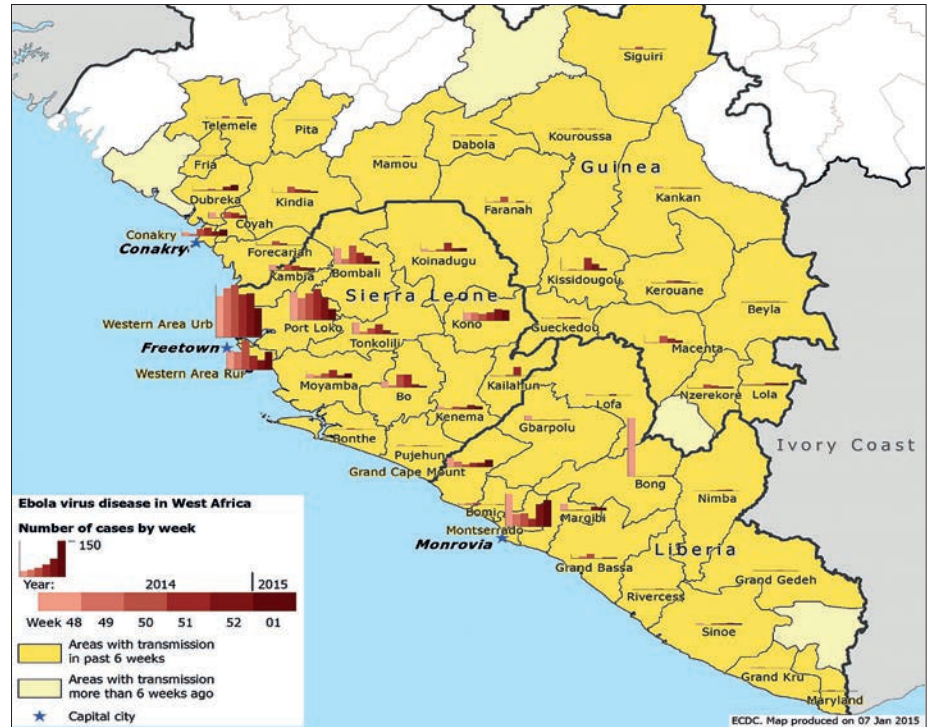 Siguiri
Telemele
Pita
Dabola
Kouroussa
Mamou
Guinea
Fria
Dubreka
Kindia
Faranah
Kankan
Coyah
Conakry
Conakry
Forecariah
Kambia
Bombali
Koinadugu
Kissidougou
Kerouane
Beyla
Sierra Leone
Western Area Urb
Port Loko
Kono
Gueckedou
Freetown
Tonkolili
Macenta
Western Area Rur
Moyamba
Bo
Kailahun
Nzerekore
Lola
Kenema
Lofa
Gbarpolu
Ivory Coast
Bonthe
Pujehun
Grand Cape Mount
Bong
Nimba
Bomi
Margibi
Montserrado
Monrovia
Liberia
Grand Bassa
Grand Gedeh
Rivercess
Sinoe
Grand Kru
Maryland
Ebola virus disease in West Africa
Number of cases by week
150
Year: 2014 2015
Week 48 49 50 51 52 01
Areas with transmission
in past 6 weeks
Areas with transmission
more than 6 weeks ago
Capital city
ECDC. Map produced on 07 Jan 2015